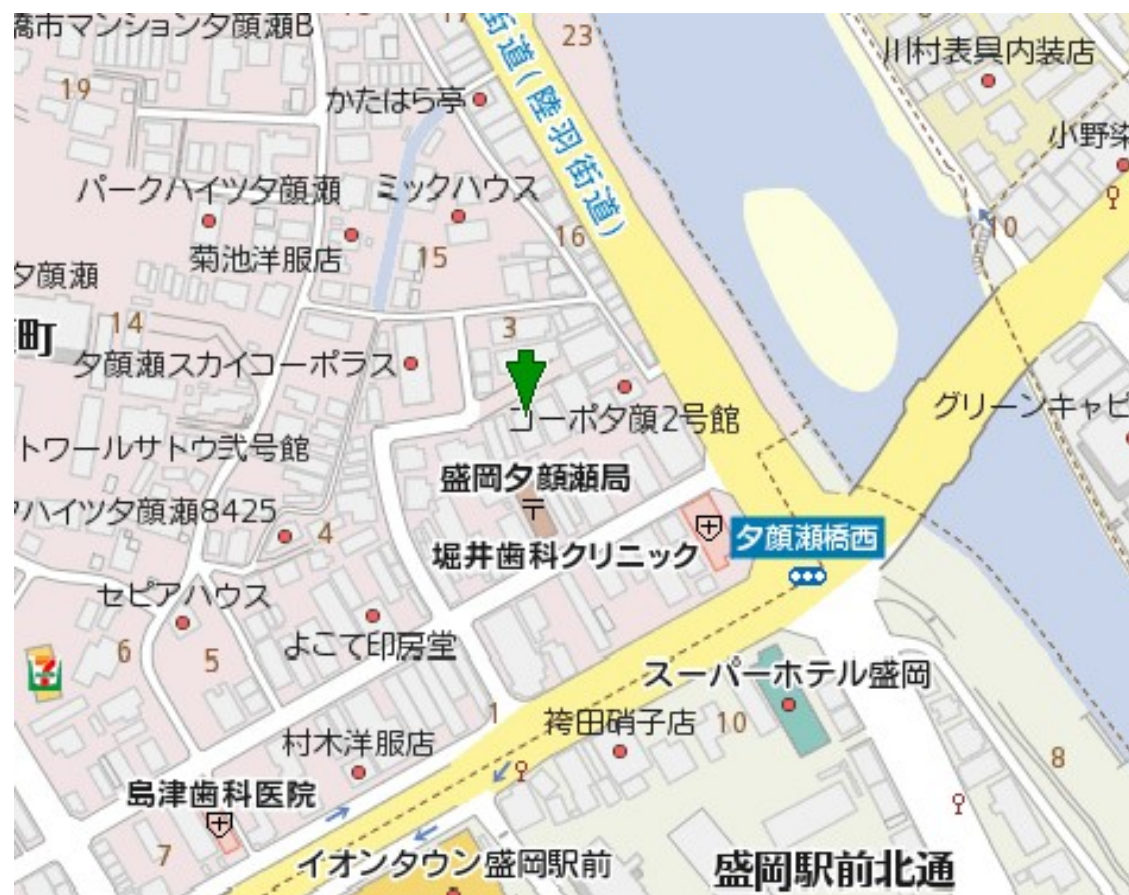 橋市マンション夕顔瀬B
17
23
街道(陸羽街道)
川村表具内装店
19
かたはら亭
小野染
パークハイツ夕顔瀬
ミックハウス
10
菊池洋服店
15
16
夕顔瀬
町
14
3
夕顔瀬スカイコーポラス
コーポ夕顔2号館
グリーンキャピ
トワールサトウ弐号館
盛岡夕顔瀬局
〒
ハイツ夕顔瀬8425
4
堀井歯科クリニック
夕顔瀬橋西
セピアハウス
よこて印房堂
6
5
7
スーパーホテル盛岡
1
袴田硝子店
10
村木洋服店
8
島津歯科医院
7
イオンタウン盛岡駅前
盛岡駅前北通